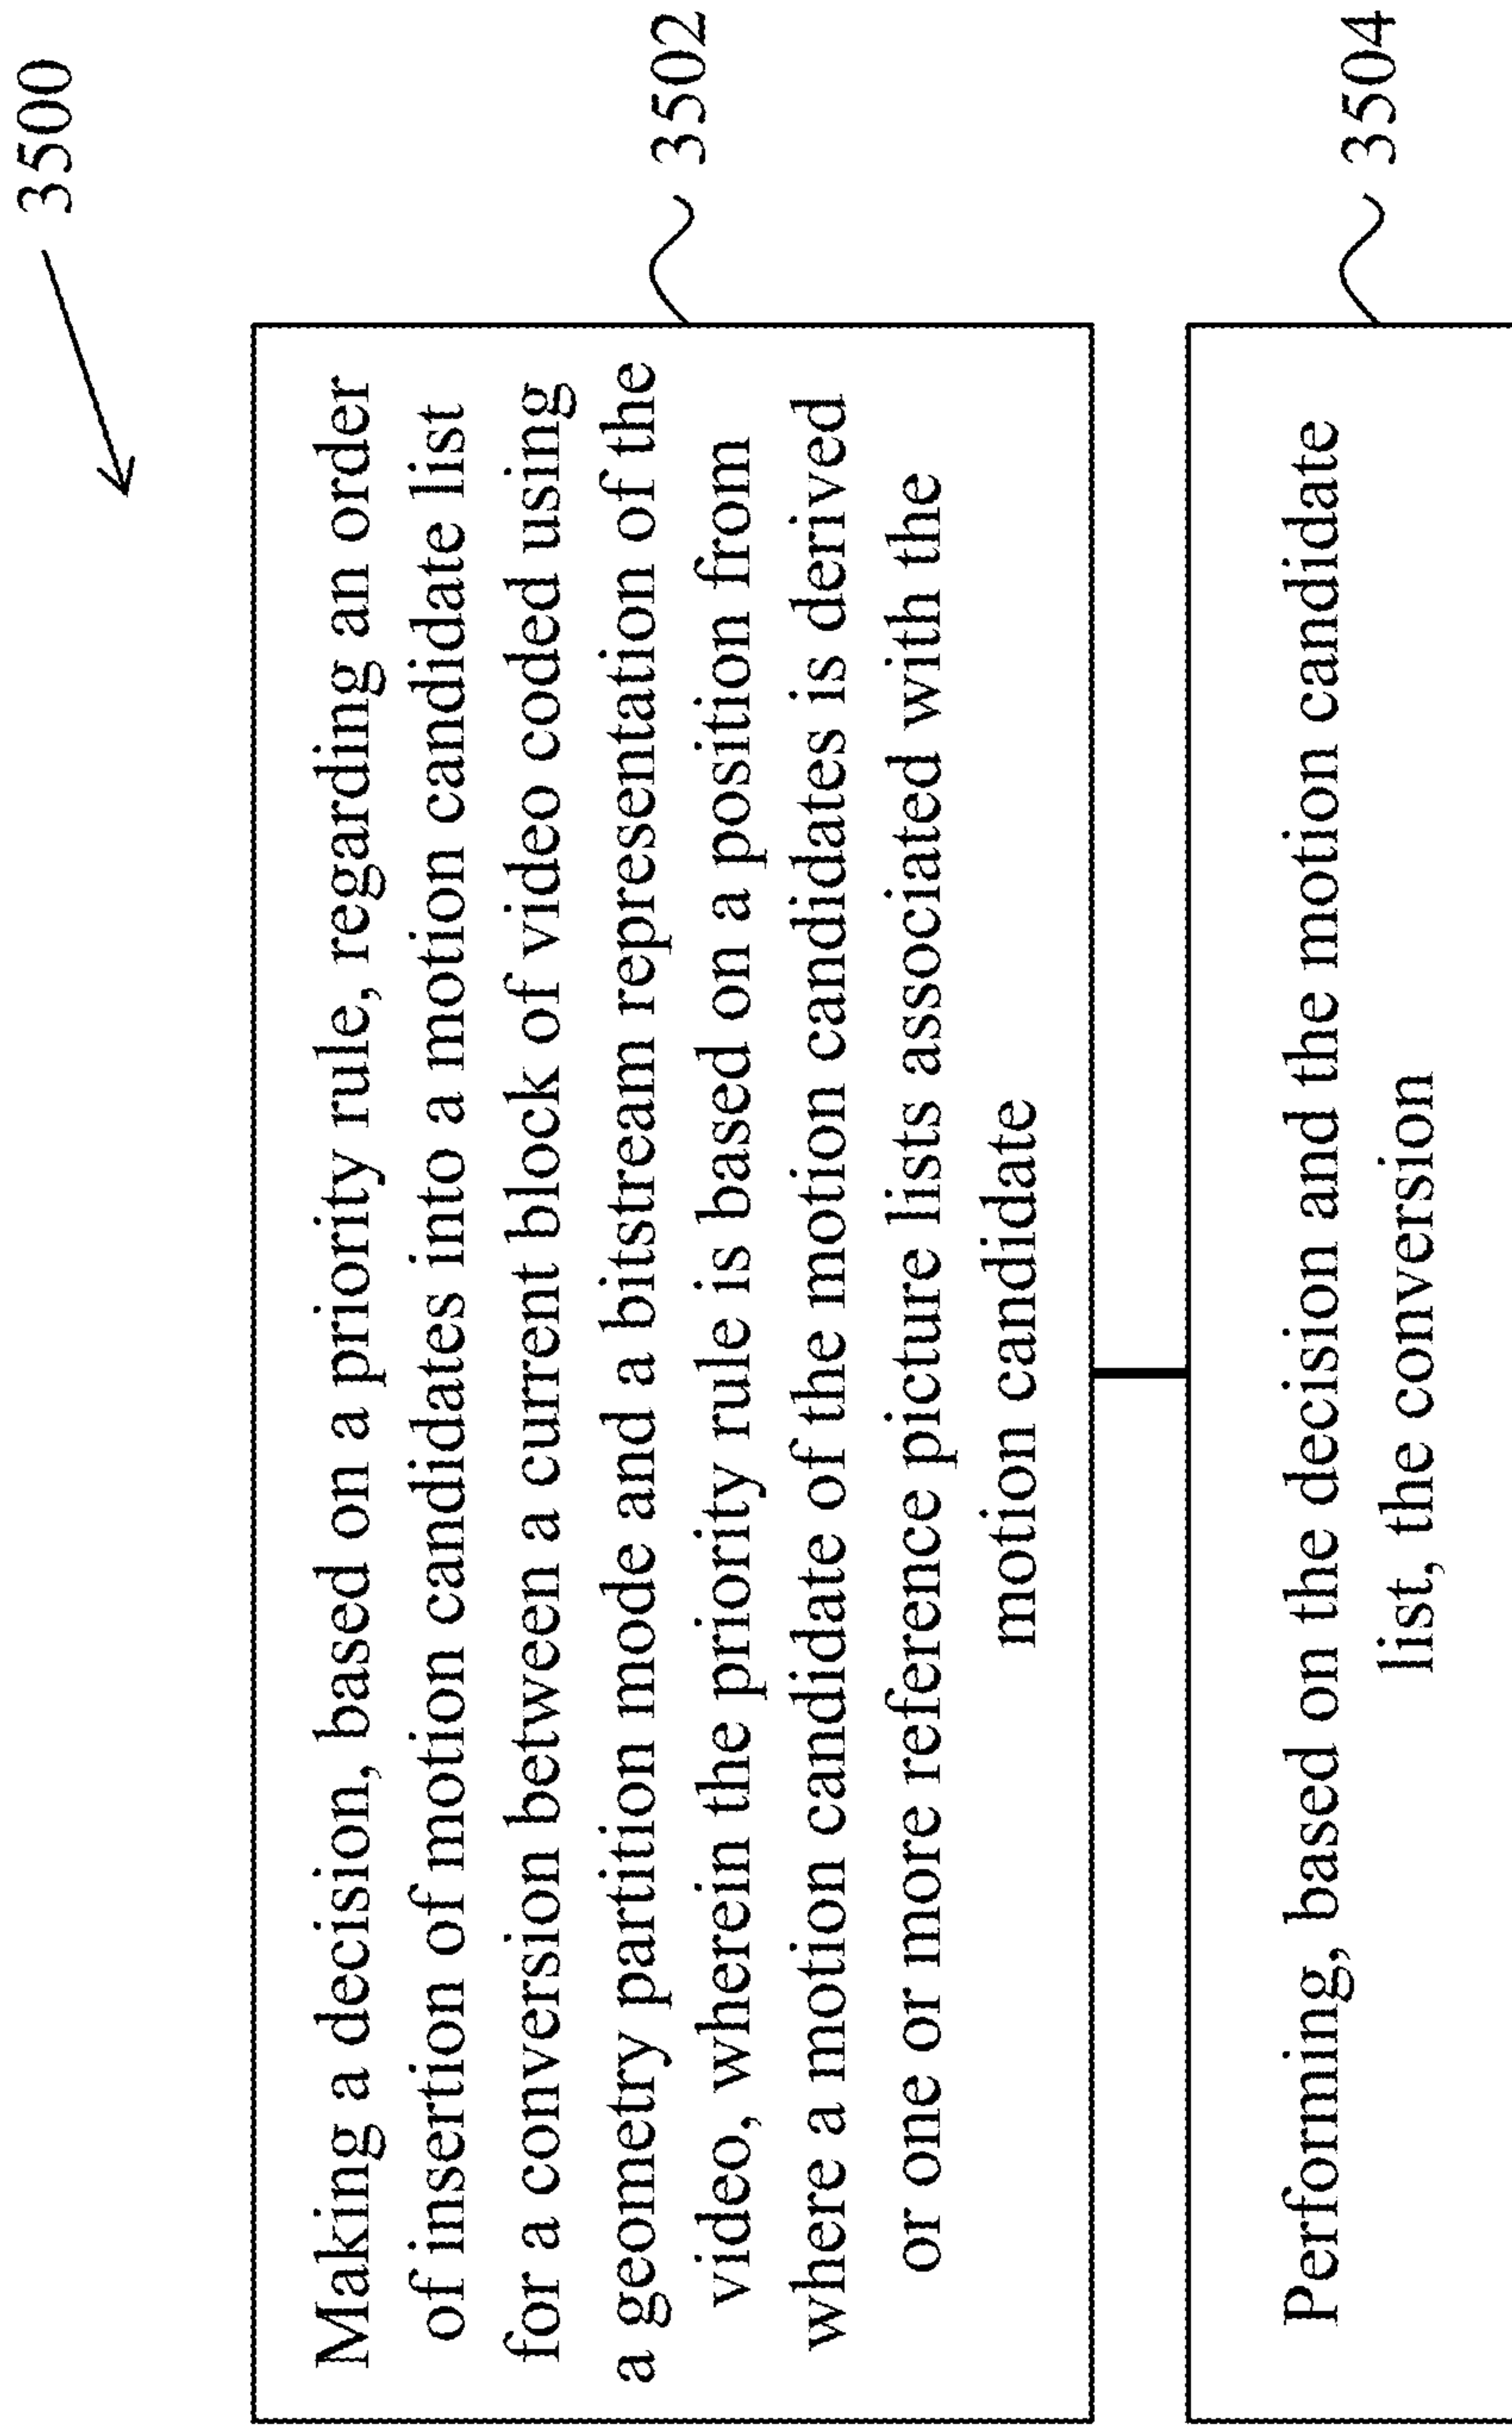 3500
Making a decision, based on a priority rule, regarding an order
of insertion of motion candidates into a motion candidate list
for a conversion between a current block of video coded using
a geometry partition mode and a bitstream representation of the
video, wherein the priority rule is based on a position from
where a motion candidate of the motion candidates is derived
or one or more reference picture lists associated with the
motion candidate
3502
Performing, based on the decision and the motion candidate
list, the conversion
3504